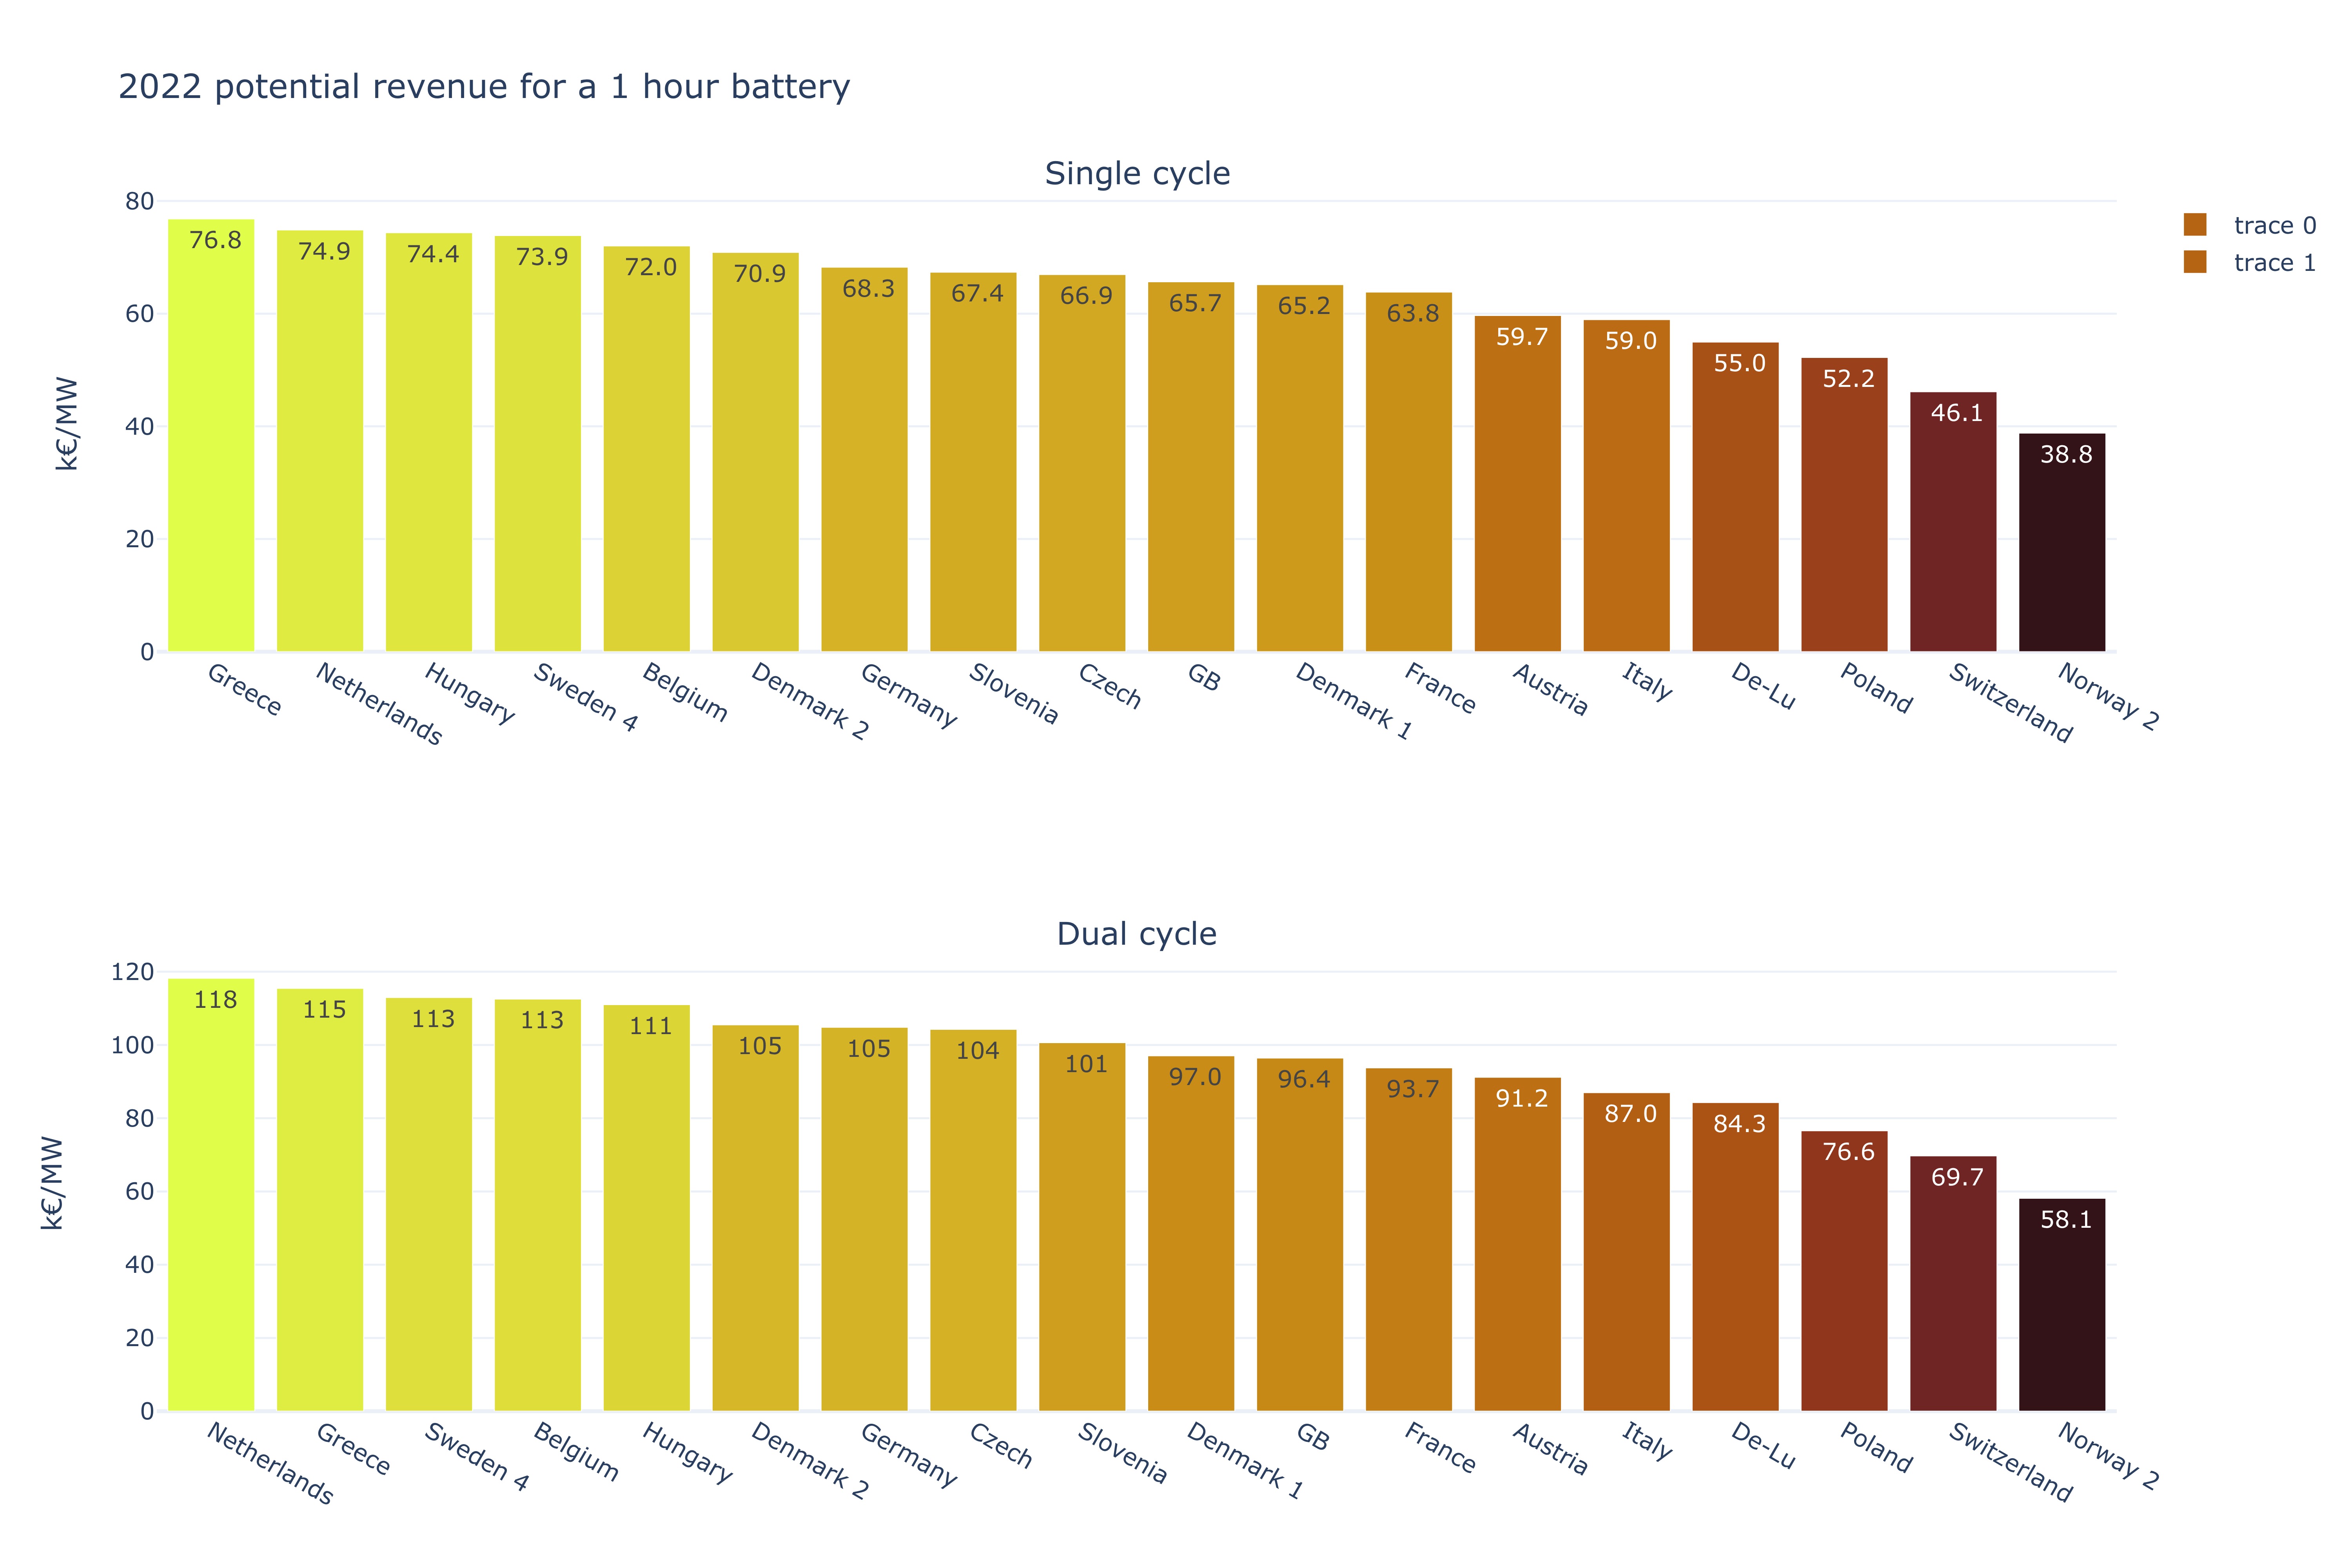 2022 potential revenue for a 1 hour battery
Single cycle
trace 0
trace 1
k€/MW
80
60
40
20
0
76.8
74.9
74.4
73.9
72.0
70.9
68.3
67.4
66.9
65.7
65.2
63.8
59.7
59.0
55.0
52.2
46.1
38.8
Greece
Netherlands
Hungary
Sweden 4
Belgium
Denmark 2
Germany
Slovenia
Czech
GB
Denmark 1
France
Austria
Italy
De-Lu
Poland
Switzerland
Norway 2
Dual cycle
k€/MW
120
100
80
60
40
20
0
118
115
113
113
111
105
105
104
101
97.0
96.4
93.7
91.2
87.0
84.3
76.6
69.7
58.1
Netherlands
Greece
Sweden 4
Belgium
Hungary
Denmark 2
Germany
Czech
Slovenia
Denmark 1
GB
France
Austria
Italy
De-Lu
Poland
Switzerland
Norway 2